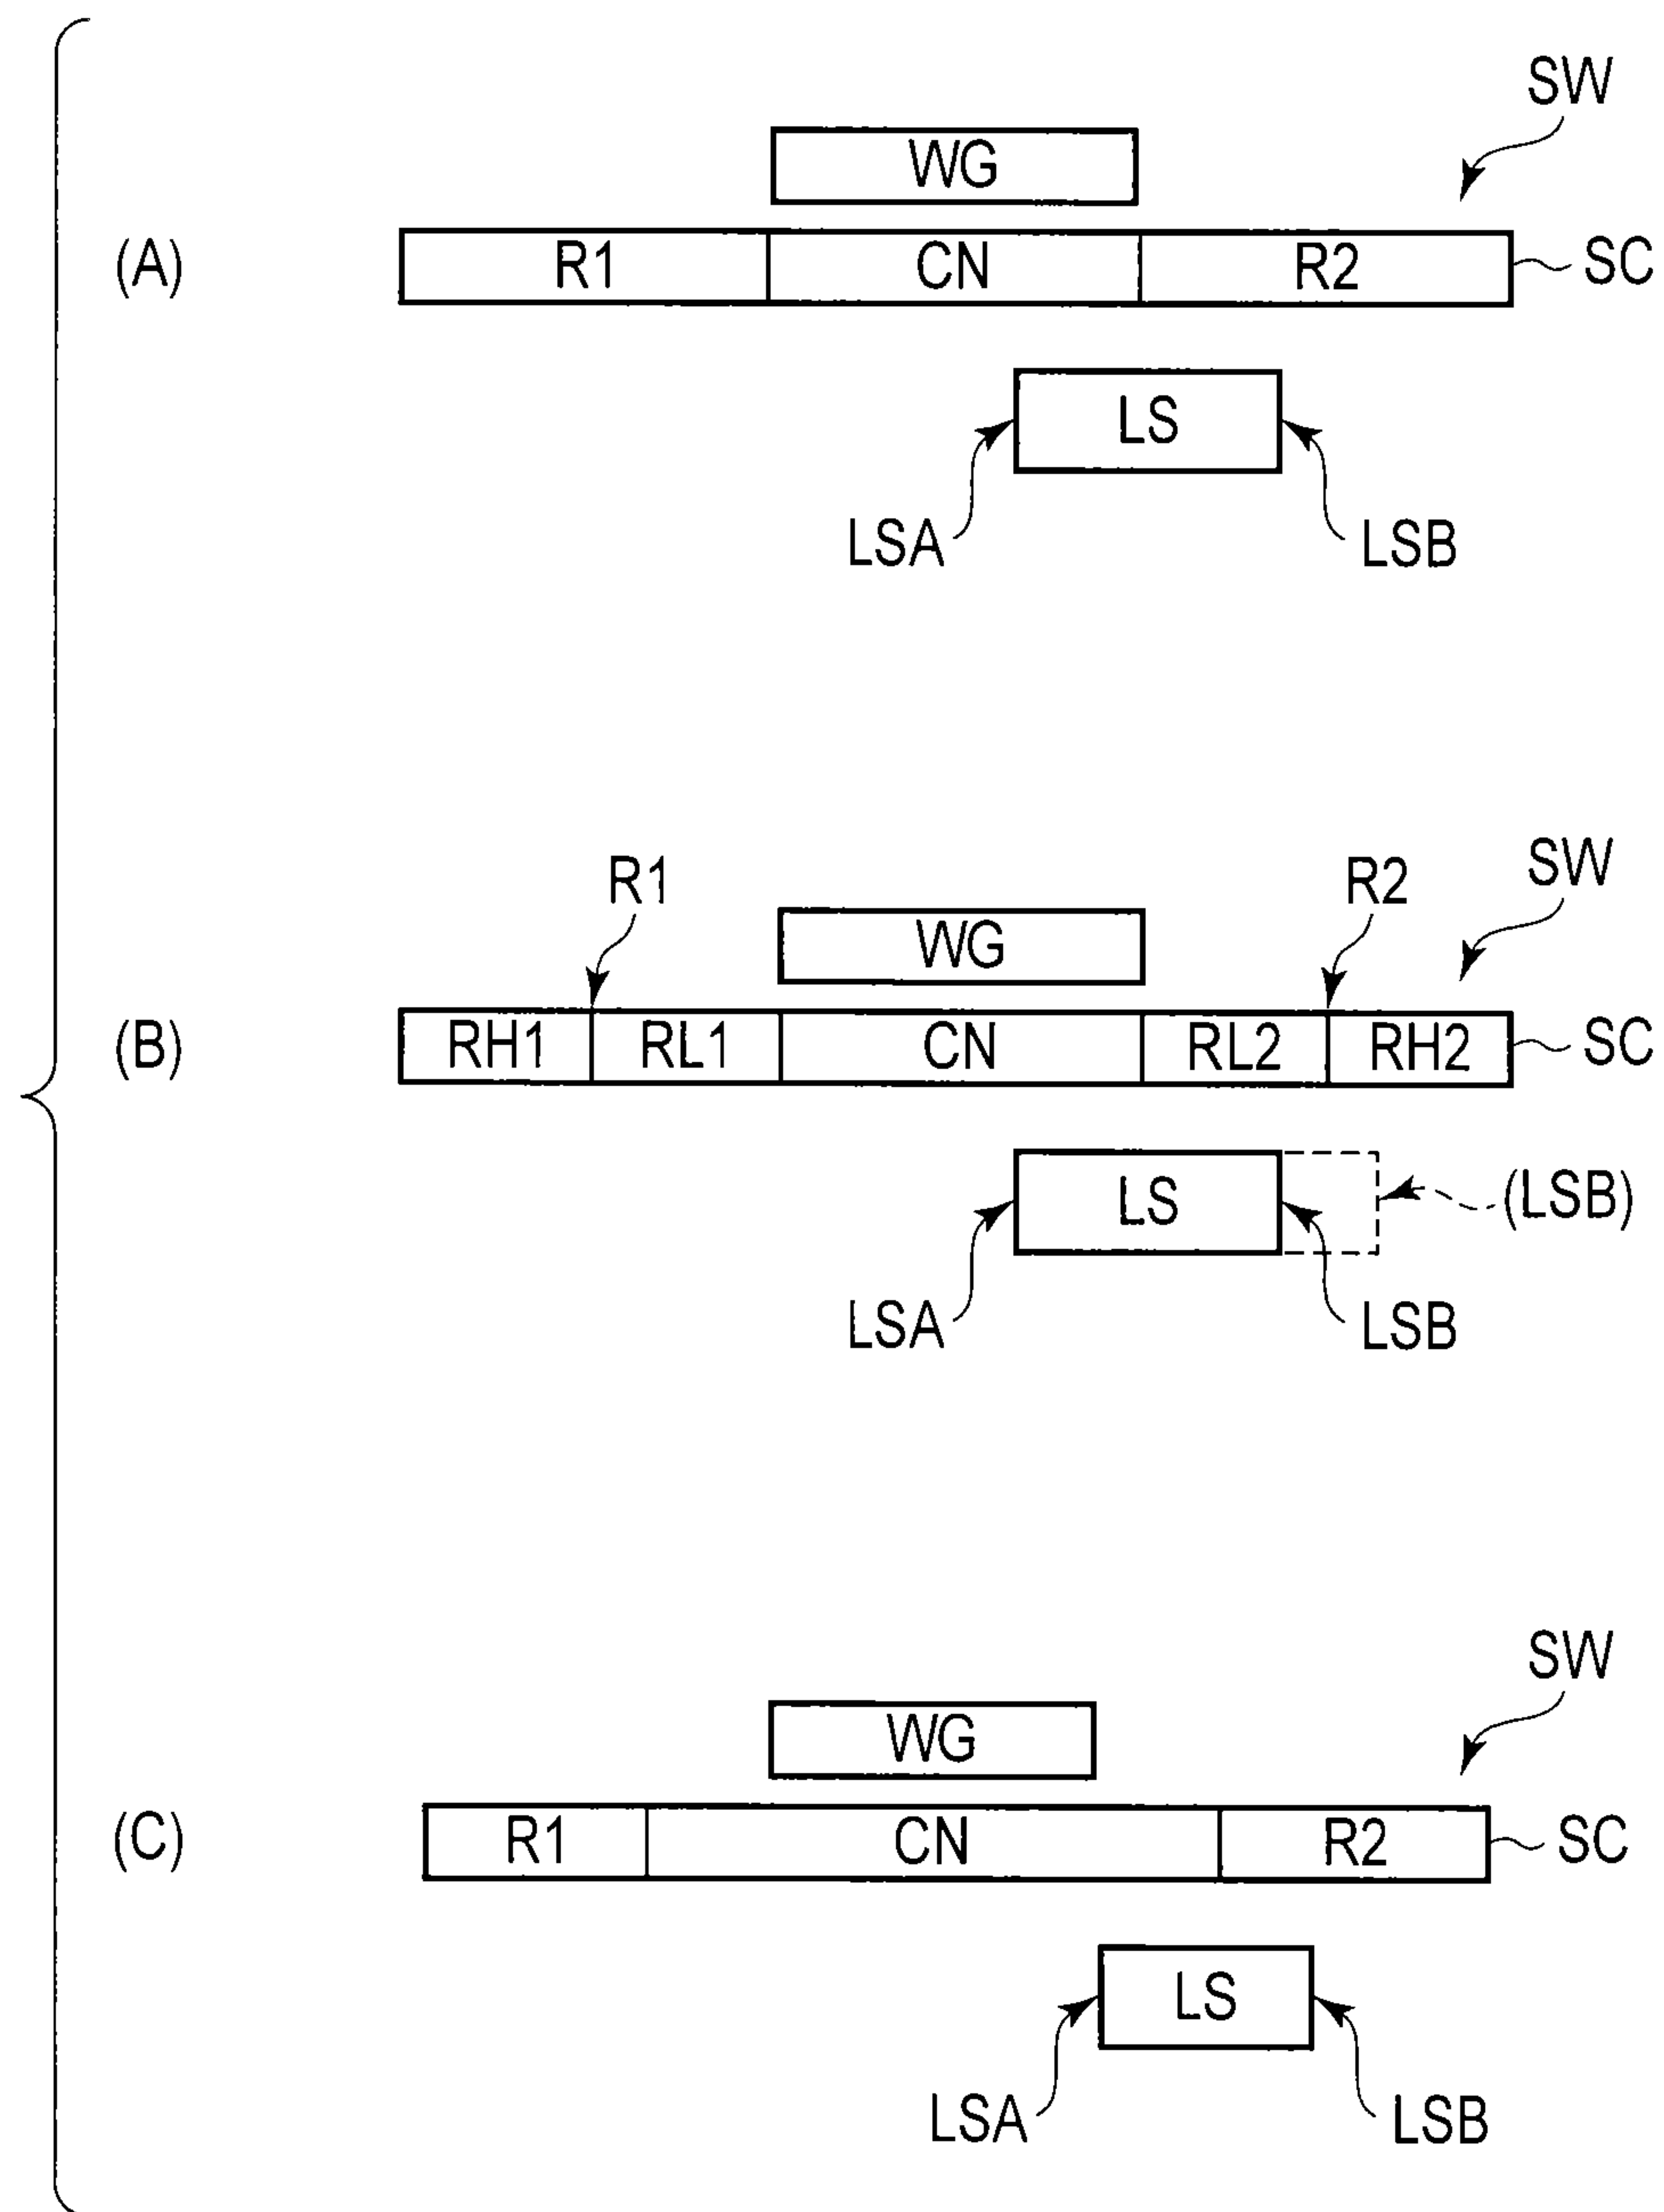 SW
WG
(A) R1 CN R2 SC
LS
LSA LSB
R1 R2 SW
WG
(B) RH1 RL1 CN RL2 RH2 SC
LS (LSB)
LSA LSB
SW
WG
(C) R1 CN R2 SC
LS
LSA LSB